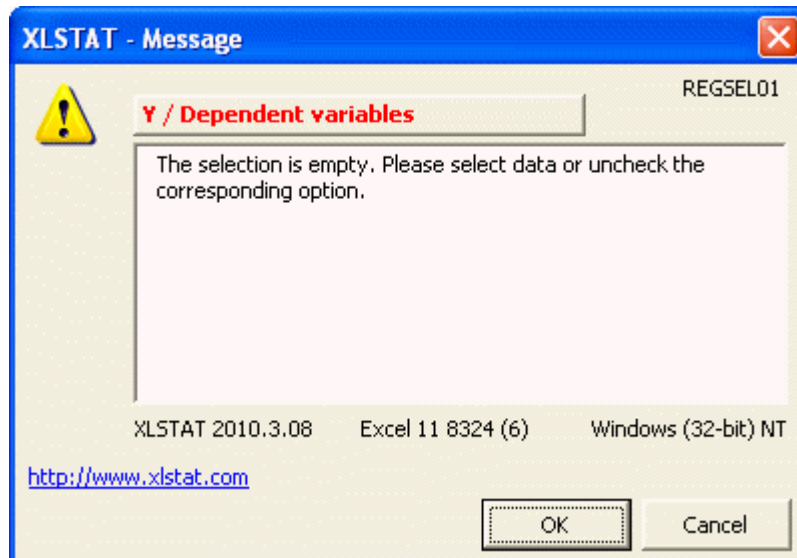 XLSTAT - Message
REGSEL01
Y / Dependent variables
The selection is empty. Please select data or uncheck the
corresponding option.
XLSTAT 2010.3.08 Excel 11 8324 (6) Windows (32-bit) NT
http://www.xlstat.com
OK Cancel